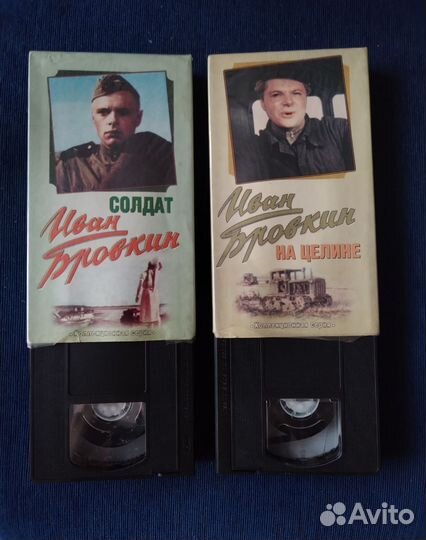 СОЛДАТ
Иван
Бровкин
•Коллекционная серия•
Иван
Бровкин
НА ЦЕЛИНЕ
•Коллекционная серия•
Avito